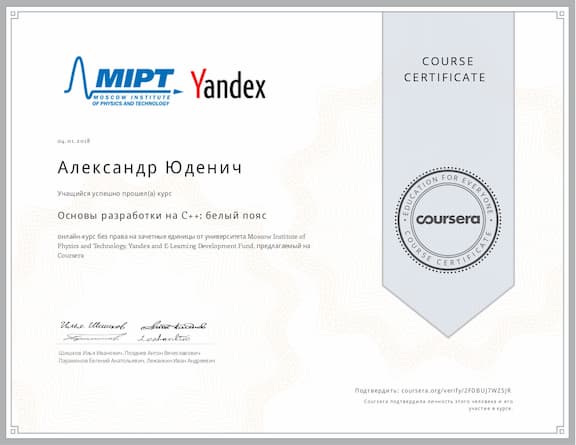 MIPT
MOSCOW INSTITUTE
OF PHYSICS AND TECHNOLOGY
Yandex
COURSE
CERTIFICATE
04.01.2018
Александр Юденич
Учащийся успешно прошел(а) курс
Основы разработки на C++: белый пояс
онлайн-курс без права на зачетные единицы от университета Moscow Institute of
Physics and Technology, Yandex and E-Learning Development Fund, предлагаемый на
Coursera
EDUCATION FOR EVERYONE
coursera
COURSE CERTIFICATE
Шишков Илья Иванович, Полднев Антон Вячеславович
Парамонов Евгений Анатольевич, Лежанкин Иван Андреевич
Подтвердить: coursera.org/verify/2FDBUJ7WZSJR
Coursera подтвердила личность этого человека и его
участие в курсе.